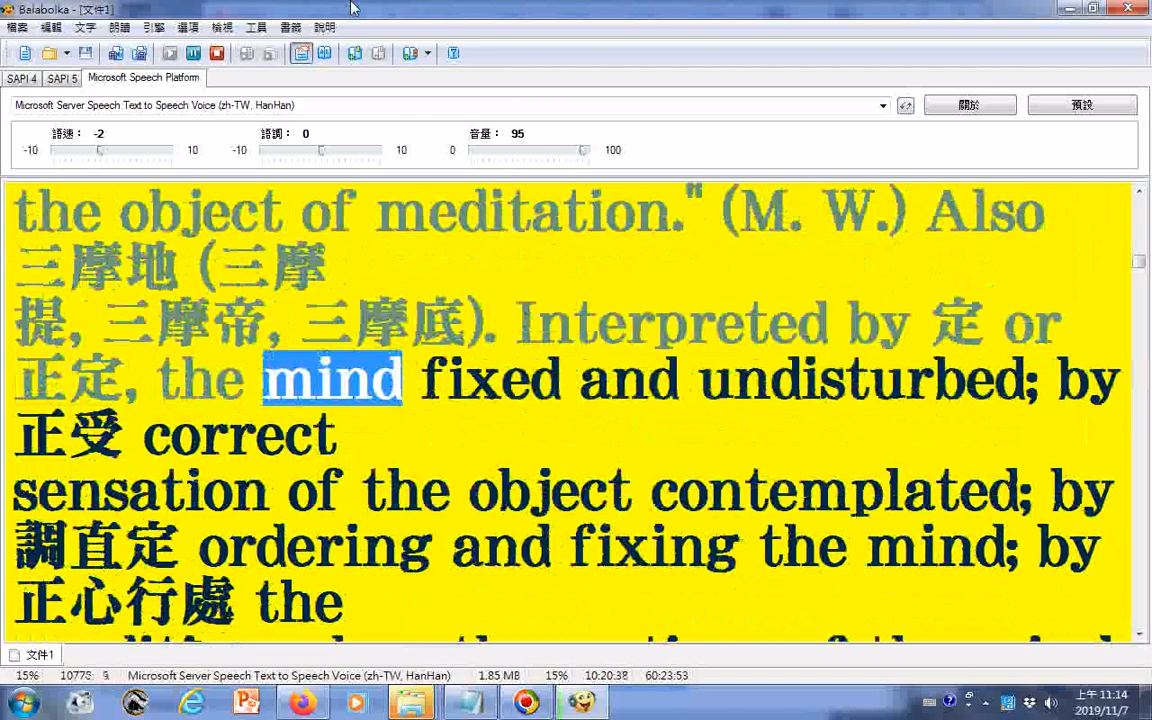 Balabolka - [文件1]
檔案 編輯 文字 朗讀 引擎 選項 檢視 工具 書籤 說明
SAPI 4 SAPI 5 Microsoft Speech Platform
Microsoft Server Speech Text to Speech Voice (zh-TW, HanHan) 關於 預設
語速： -2 語調： 0 音量： 95
-10 10 -10 10 0 100
the object of meditation." (M. W.) Also
三摩地 (三摩
提, 三摩帝, 三摩底). Interpreted by 定 or
正定, the mind fixed and undisturbed; by
正受 correct
sensation of the object contemplated; by
調直定 ordering and fixing the mind; by
正心行處 the
文件1
15% Microsoft Server Speech Text to Speech Voice (zh-TW, HanHan) 1.85 MB 15% 10:20:38 60:23:53
上午 11:14
2019/11/7